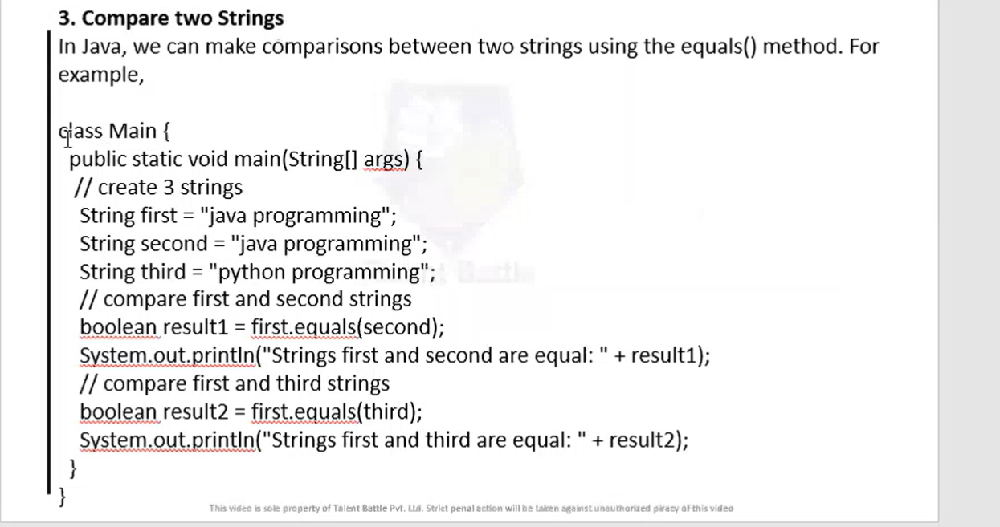 3. Compare two Strings
In Java, we can make comparisons between two strings using the equals() method. For
example,
class Main {
public static void main(String[] args) {
// create 3 strings
String first = "java programming";
String second = "java programming";
String third = "python programming";
// compare first and second strings
boolean result1 = first.equals(second);
System.out.println("Strings first and second are equal: " + result1);
// compare first and third strings
boolean result2 = first.equals(third);
System.out.println("Strings first and third are equal: " + result2);
}
}
This video is sole property of Talent Battle Pvt. Ltd. Strict penal action will be taken against unauthorized piracy of this video